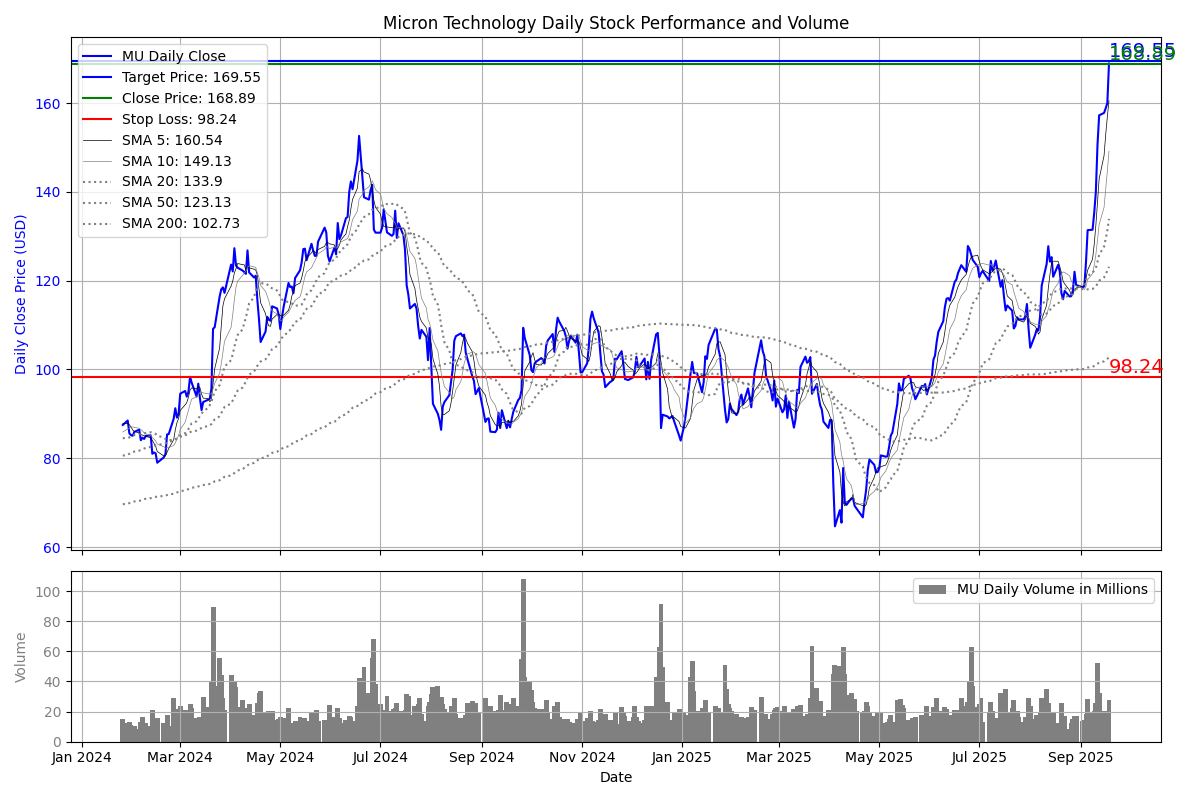 Micron Technology Daily Stock Performance and Volume
169.55
168.89
MU Daily Close
Target Price: 169.55
Close Price: 168.89
Stop Loss: 98.24
SMA 5: 160.54
SMA 10: 149.13
SMA 20: 133.9
SMA 50: 123.13
SMA 200: 102.73
160
140
120
100
80
60
Daily Close Price (USD)
98.24
MU Daily Volume in Millions
100
80
60
40
20
0
Volume
Jan 2024 Mar 2024 May 2024 Jul 2024 Sep 2024 Nov 2024 Jan 2025 Mar 2025 May 2025 Jul 2025 Sep 2025
Date